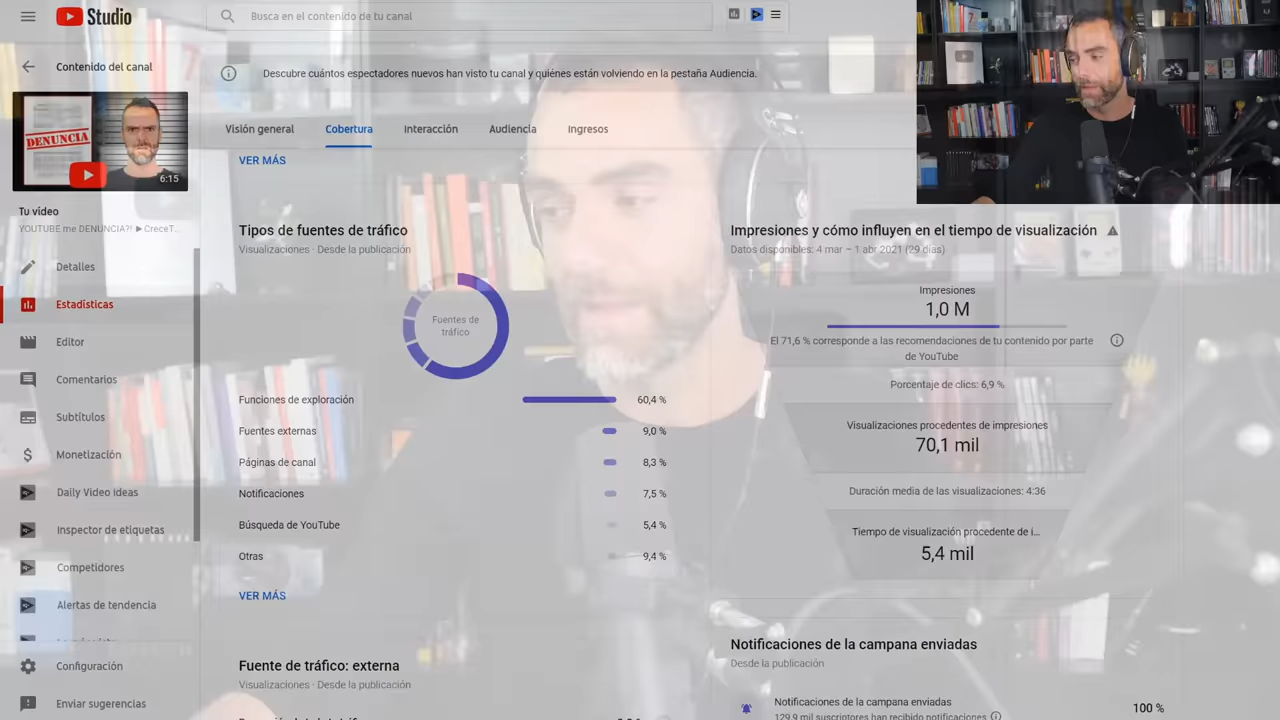 Studio
Busca en el contenido de tu canal
Contenido del canal
Descubre cuántos espectadores nuevos han visto tu canal y quiénes están volviendo en la pestaña Audiencia.
DENUNCIA
6:15
Visión general
Cobertura
Interacción
Audiencia
Ingresos
VER MÁS
Tu vídeo
YOUTUBE me DENUNCIA?! ▶ CreceT...
Detalles
Estadísticas
Editor
Comentarios
Subtítulos
Monetización
Daily Video ideas
Inspector de etiquetas
Competidores
Alertas de tendencia
Configuración
Enviar sugerencias
Tipos de fuentes de tráfico
Visualizaciones · Desde la publicación
Fuentes de
tráfico
Funciones de exploración 60,4 %
Fuentes externas 9,0 %
Páginas de canal 8,3 %
Notificaciones 7,5 %
Búsqueda de YouTube 5,4 %
Otras 9,4 %
VER MÁS
Fuente de tráfico: externa
Visualizaciones · Desde la publicación
Impresiones y cómo influyen en el tiempo de visualización
Datos disponibles: 4 mar – 1 abr 2021 (29 días)
Impresiones
1,0 M
El 71,6 % corresponde a las recomendaciones de tu contenido por parte
de YouTube
Porcentaje de clics: 6,9 %
Visualizaciones procedentes de impresiones
70,1 mil
Duración media de las visualizaciones: 4:36
Tiempo de visualización procedente de i...
5,4 mil
Notificaciones de la campana enviadas
Desde la publicación
Notificaciones de la campana enviadas 100 %
129,9 mil suscriptores han recibido notificaciones